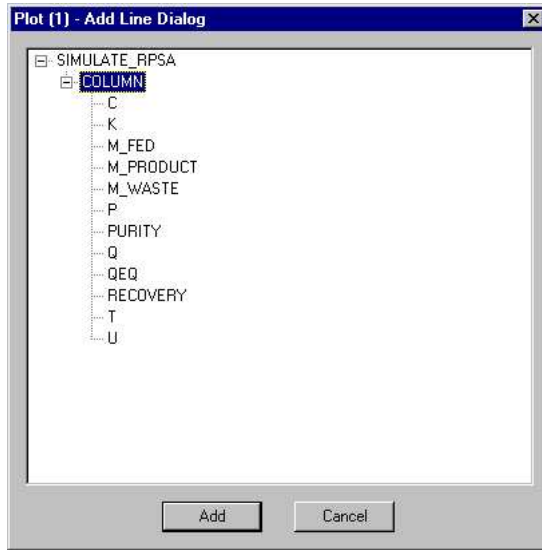 Plot (1) - Add Line Dialog
SIMULATE_RPSA
COLUMN
C
K
M_FED
M_PRODUCT
M_WASTE
P
PURITY
Q
QEQ
RECOVERY
T
U
Add
Cancel